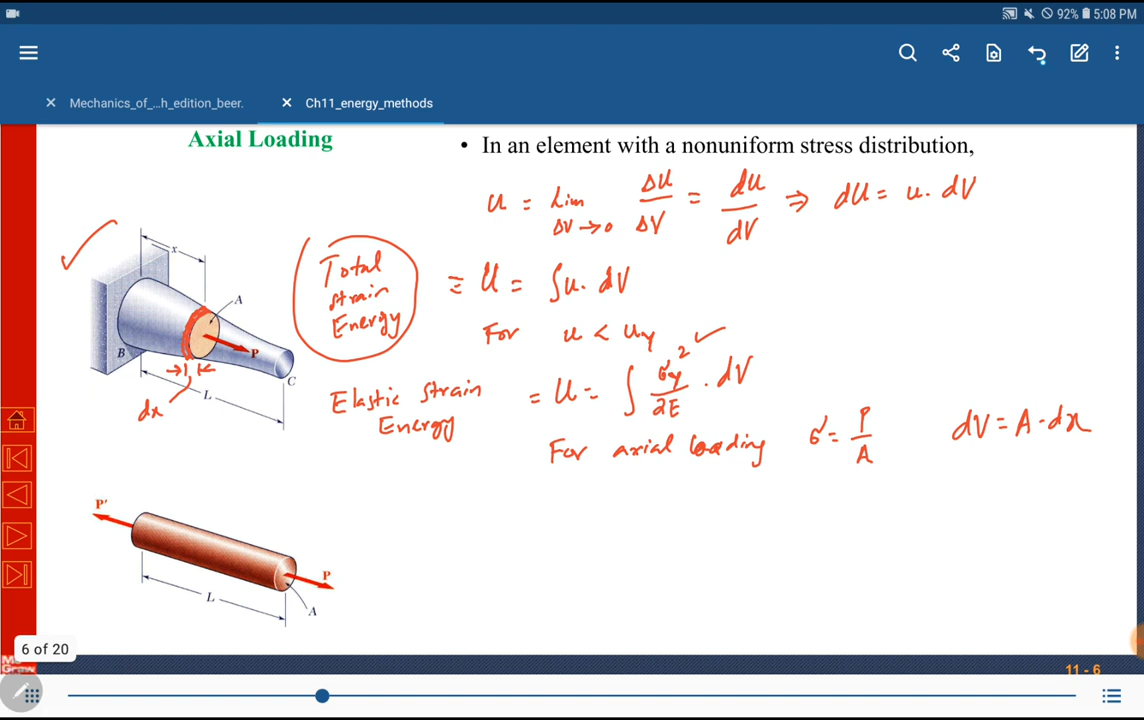 92% 5:08 PM
Mechanics_of_...h_edition_beer.
Ch11_energy_methods
Axial Loading
• In an element with a nonuniform stress distribution,
u = Lim ΔV→0 ΔU/ΔV = dU/dV ⇒ dU = u. dV
Total Strain Energy = U = ∫u. dV
For u < uy ✓
Elastic Strain Energy = U = ∫ σy²/2E . dV
For axial loading σ = P/A dV = A·dx
x
A
P
B
C
L
dx
P'
P
L
A
6 of 20
11 - 6